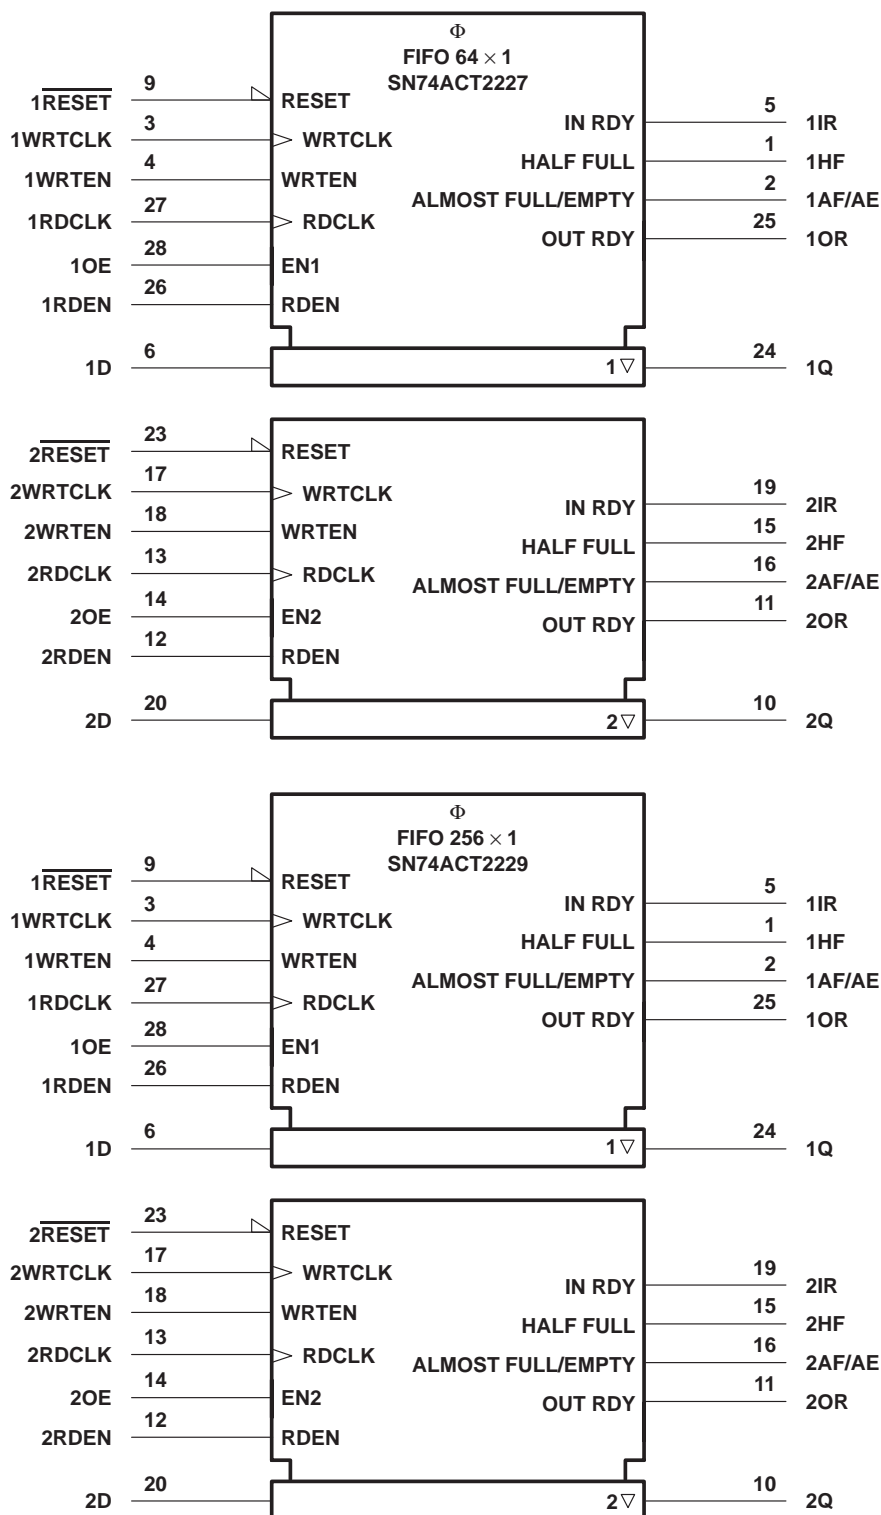 Φ
FIFO 64 × 1
SN74ACT2227
1RESET 9 RESET
1WRTCLK 3 WRTCLK
1WRTEN 4 WRTEN
1RDCLK 27 RDCLK
1OE 28 EN1
1RDEN 26 RDEN
IN RDY 5 1IR
HALF FULL 1 1HF
ALMOST FULL/EMPTY 2 1AF/AE
OUT RDY 25 1OR
1D 6 1▽ 24 1Q
2RESET 23 RESET
2WRTCLK 17 WRTCLK
2WRTEN 18 WRTEN
2RDCLK 13 RDCLK
2OE 14 EN2
2RDEN 12 RDEN
IN RDY 19 2IR
HALF FULL 15 2HF
ALMOST FULL/EMPTY 16 2AF/AE
OUT RDY 11 2OR
2D 20 2▽ 10 2Q
Φ
FIFO 256 × 1
SN74ACT2229
1RESET 9 RESET
1WRTCLK 3 WRTCLK
1WRTEN 4 WRTEN
1RDCLK 27 RDCLK
1OE 28 EN1
1RDEN 26 RDEN
IN RDY 5 1IR
HALF FULL 1 1HF
ALMOST FULL/EMPTY 2 1AF/AE
OUT RDY 25 1OR
1D 6 1▽ 24 1Q
2RESET 23 RESET
2WRTCLK 17 WRTCLK
2WRTEN 18 WRTEN
2RDCLK 13 RDCLK
2OE 14 EN2
2RDEN 12 RDEN
IN RDY 19 2IR
HALF FULL 15 2HF
ALMOST FULL/EMPTY 16 2AF/AE
OUT RDY 11 2OR
2D 20 2▽ 10 2Q